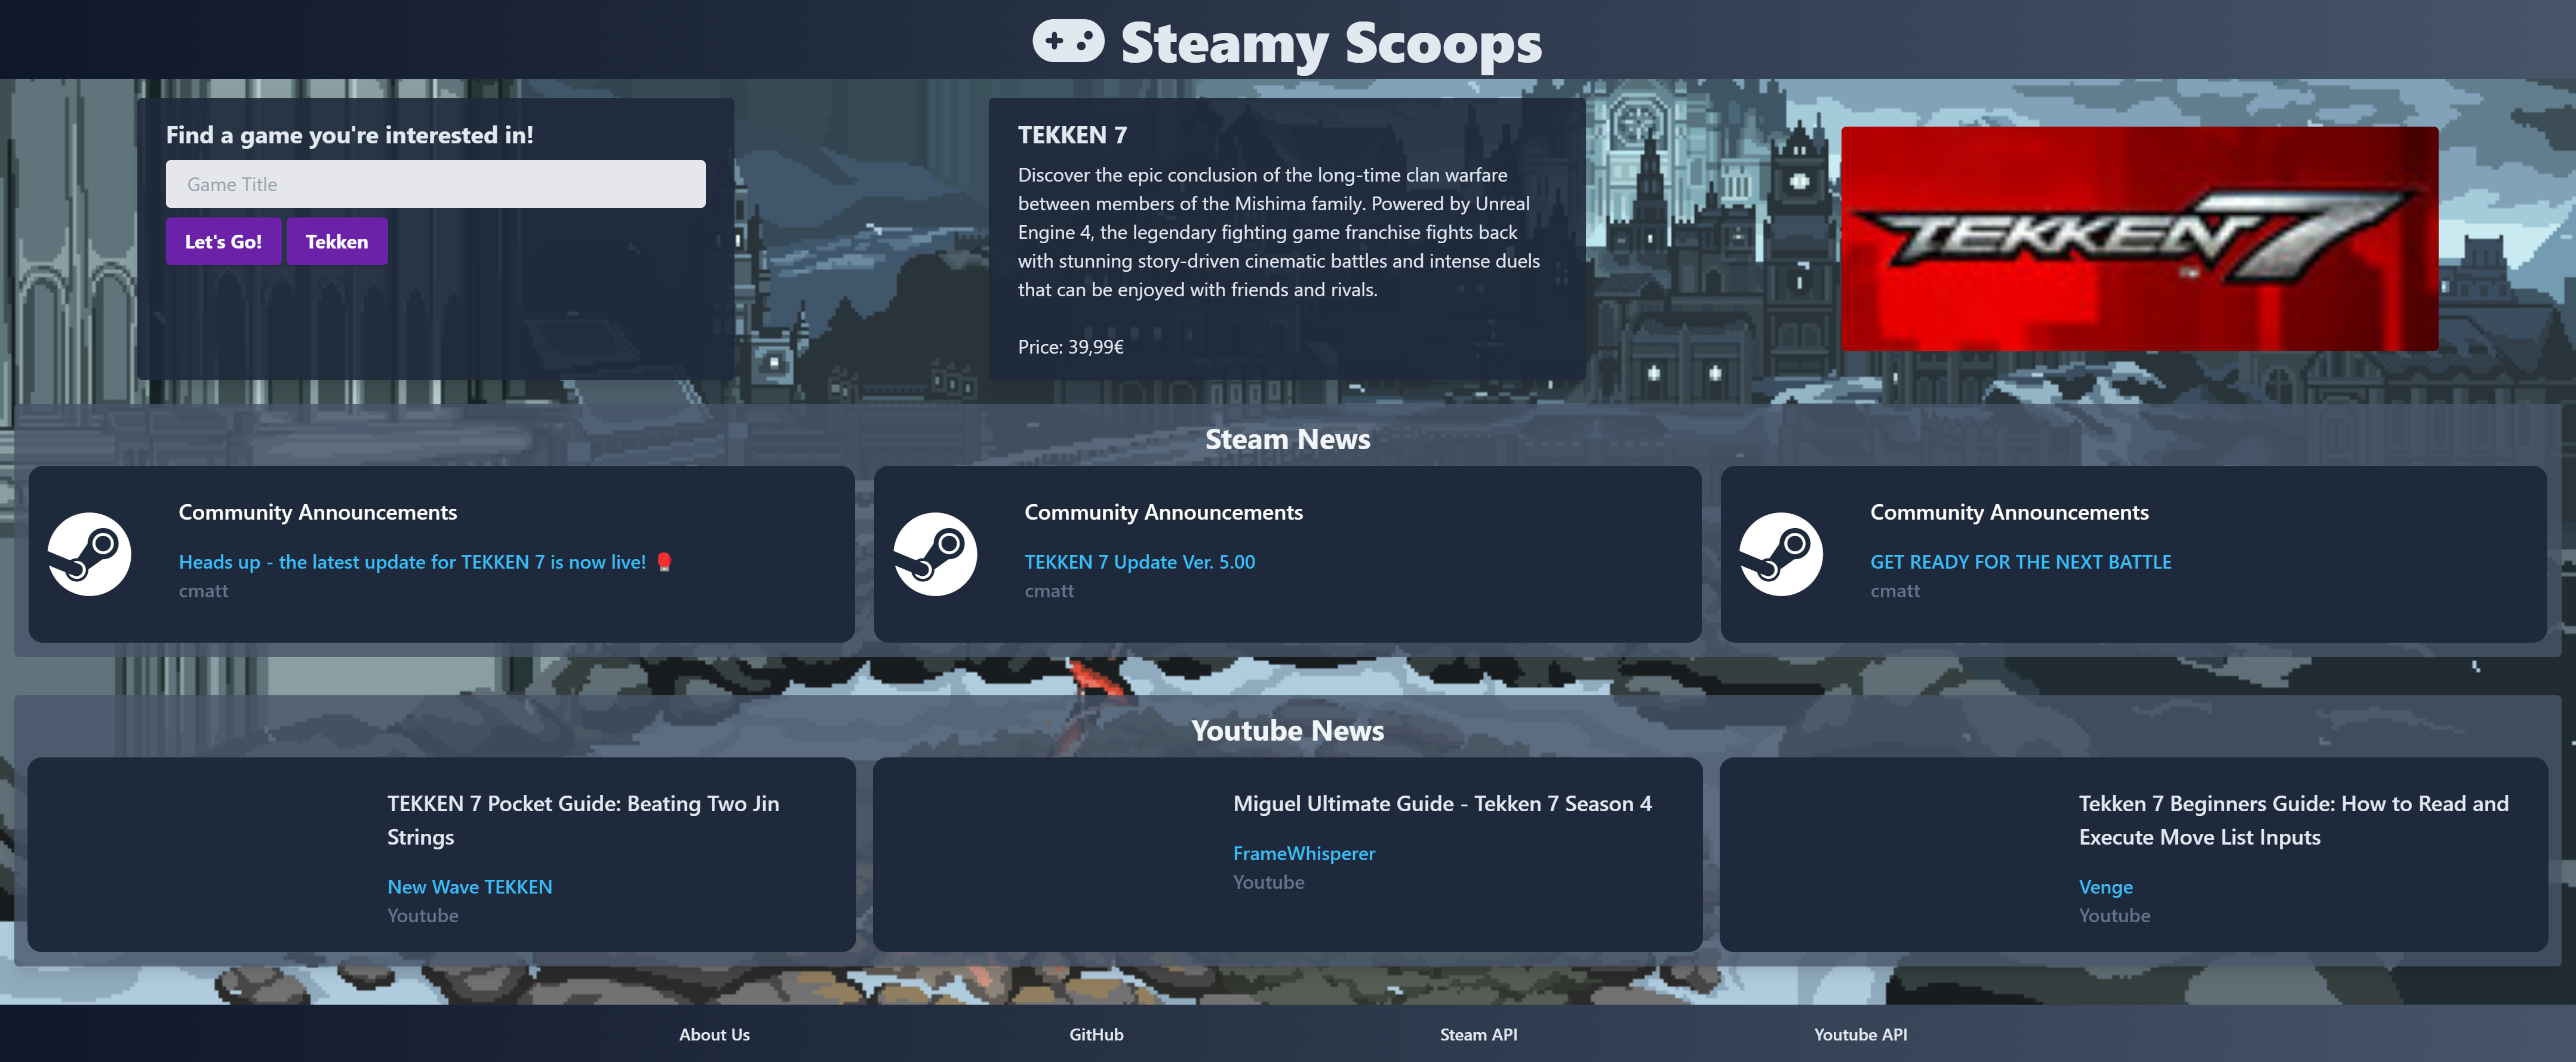 Steamy Scoops
Find a game you're interested in!
Game Title
Let's Go!
Tekken
TEKKEN 7
Discover the epic conclusion of the long-time clan warfare
between members of the Mishima family. Powered by Unreal
Engine 4, the legendary fighting game franchise fights back
with stunning story-driven cinematic battles and intense duels
that can be enjoyed with friends and rivals.
Price: 39,99€
TEKKEN 7
Steam News
Community Announcements
Heads up - the latest update for TEKKEN 7 is now live! 🥊
cmatt
Community Announcements
TEKKEN 7 Update Ver. 5.00
cmatt
Community Announcements
GET READY FOR THE NEXT BATTLE
cmatt
Youtube News
TEKKEN 7 Pocket Guide: Beating Two Jin
Strings
New Wave TEKKEN
Youtube
Miguel Ultimate Guide - Tekken 7 Season 4
FrameWhisperer
Youtube
Tekken 7 Beginners Guide: How to Read and
Execute Move List Inputs
Venge
Youtube
About Us
GitHub
Steam API
Youtube API